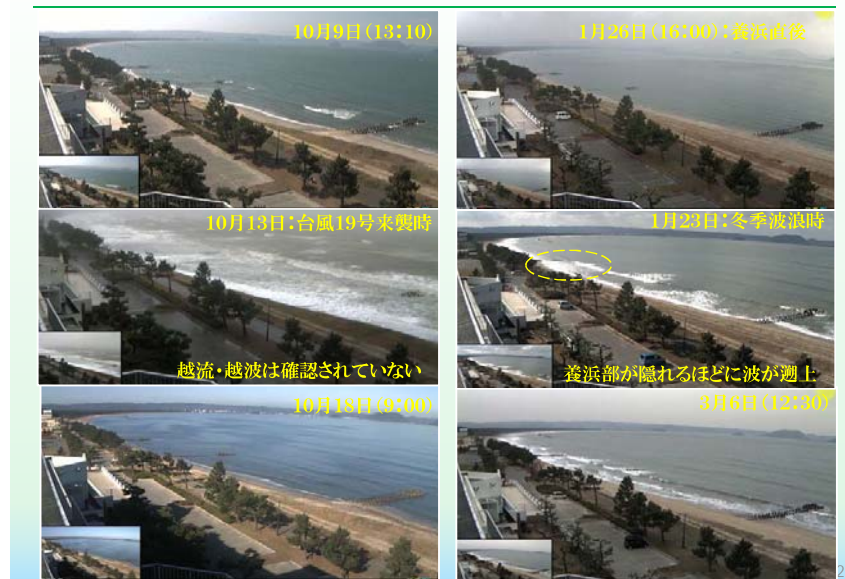 10月9日(13:10)
10月13日:台風19号来襲時
越流・越波は確認されていない
10月18日(9:00)
1月26日(16:00):養浜直後
1月23日:冬季波浪時
養浜部が隠れるほどに波が遡上
3月6日(12:30)
2